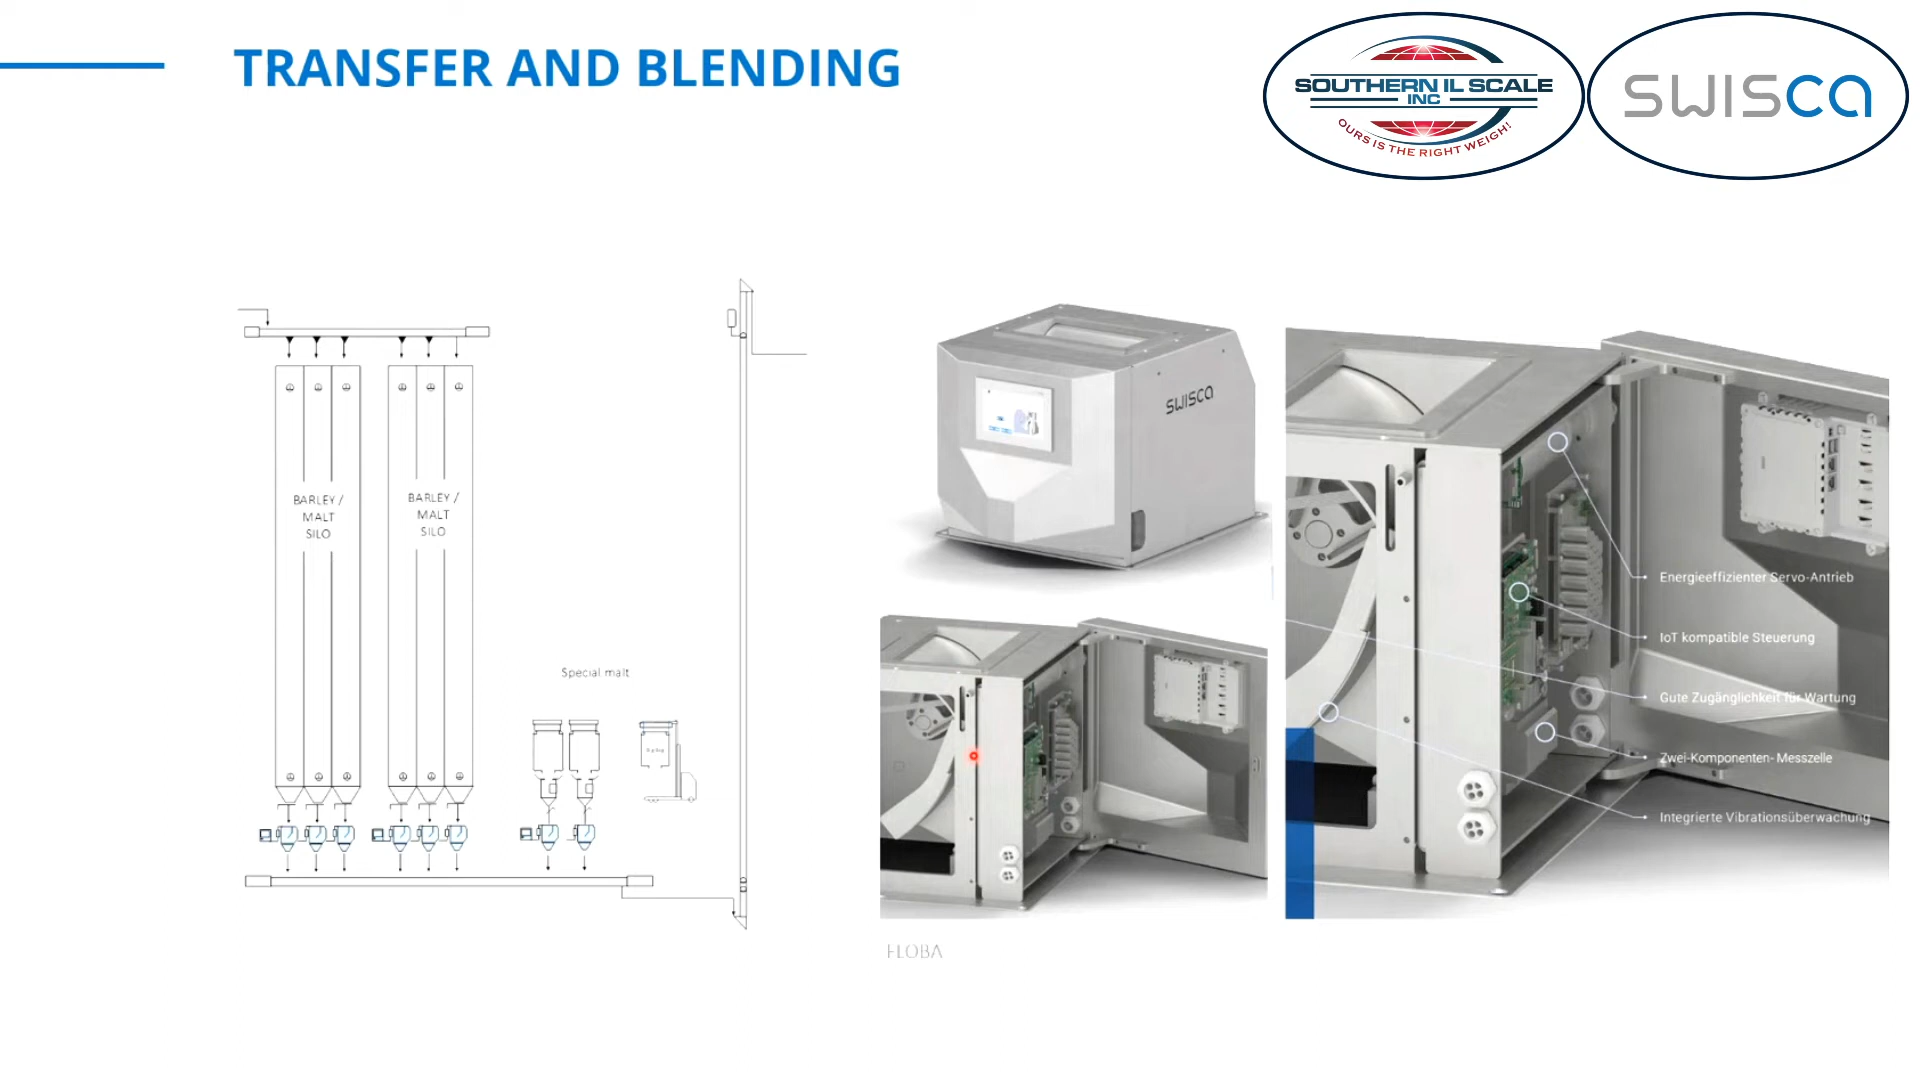 TRANSFER AND BLENDING
SOUTHERN IL SCALE
INC
OURS IS THE RIGHT WEIGH!
swisca
BARLEY /
MALT
SILO
BARLEY /
MALT
SILO
Special malt
swisca
Energieeffizienter Servo-Antrieb
IoT kompatible Steuerung
Gute Zugänglichkeit für Wartung
Zwei-Komponenten- Messzelle
Integrierte Vibrationsüberwachung
FLOBA